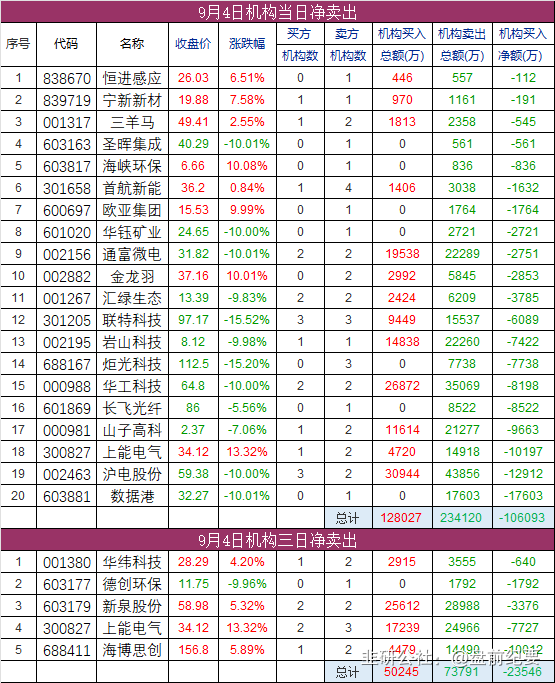 9月4日机构当日净卖出
序号 代码 名称 收盘价 涨跌幅 买方 机构数 卖方 机构数 机构买入 总额(万) 机构卖出 总额(万) 机构买入 净额(万)
1 838670 恒进感应 26.03 6.51% 0 1 446 557 -112
2 839719 宁新新材 19.88 7.58% 1 1 970 1161 -191
3 001317 三羊马 49.41 2.55% 1 2 1813 2358 -545
4 603163 圣晖集成 40.29 -10.01% 0 1 0 561 -561
5 603817 海峡环保 6.66 10.08% 0 1 0 836 -836
6 301658 首航新能 36.2 0.84% 1 4 1406 3038 -1632
7 600697 欧亚集团 15.53 9.99% 0 1 0 1764 -1764
8 601020 华钰矿业 24.65 -10.00% 0 1 0 2721 -2721
9 002156 通富微电 31.82 -10.01% 2 2 19538 22289 -2751
10 002882 金龙羽 37.16 10.01% 0 2 2992 5845 -2853
11 001267 汇绿生态 13.39 -9.83% 2 2 2424 6209 -3785
12 301205 联特科技 97.17 -15.52% 3 3 9449 15537 -6089
13 002195 岩山科技 8.12 -9.98% 1 1 14838 22260 -7422
14 688167 炬光科技 112.5 -15.20% 0 3 0 7738 -7738
15 000988 华工科技 64.8 -10.00% 2 2 26872 35069 -8198
16 601869 长飞光纤 86 -5.56% 0 1 0 8522 -8522
17 000981 山子高科 2.37 -7.06% 1 2 11614 21277 -9663
18 300827 上能电气 34.12 13.32% 1 2 4720 14918 -10197
19 002463 沪电股份 59.38 -10.00% 3 2 30944 43856 -12912
20 603881 数据港 32.27 -10.01% 0 1 0 17603 -17603
总计 128027 234120 -106093
9月4日机构三日净卖出
1 001380 华纬科技 28.29 4.20% 1 2 2915 3555 -640
2 603177 德创环保 11.75 -9.96% 1 0 0 1792 -1792
3 603179 新泉股份 58.98 5.32% 2 2 25612 28988 -3376
4 300827 上能电气 34.12 13.32% 2 3 17239 24966 -7727
5 688411 海博思创 156.8 5.89% 1 2 4479 14490 -10012
总计 50245 73791 -23546
韭研公社：@盘前纪要